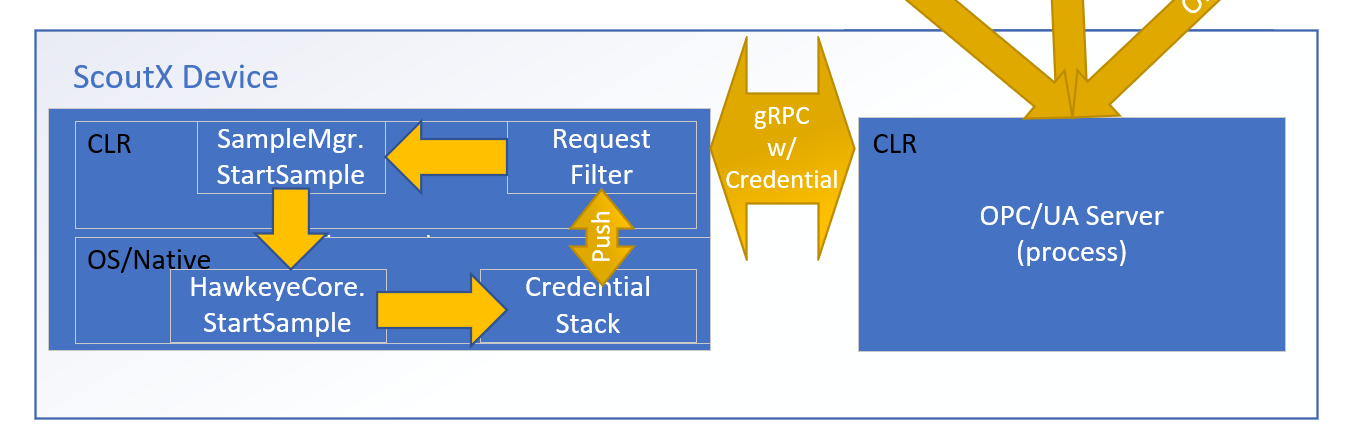 ScoutX Device
CLR
SampleMgr.
StartSample
Request
Filter
gRPC
w/
Credential
CLR
OPC/UA Server
(process)
Push
OS/Native
HawkeyeCore.
StartSample
Credential
Stack